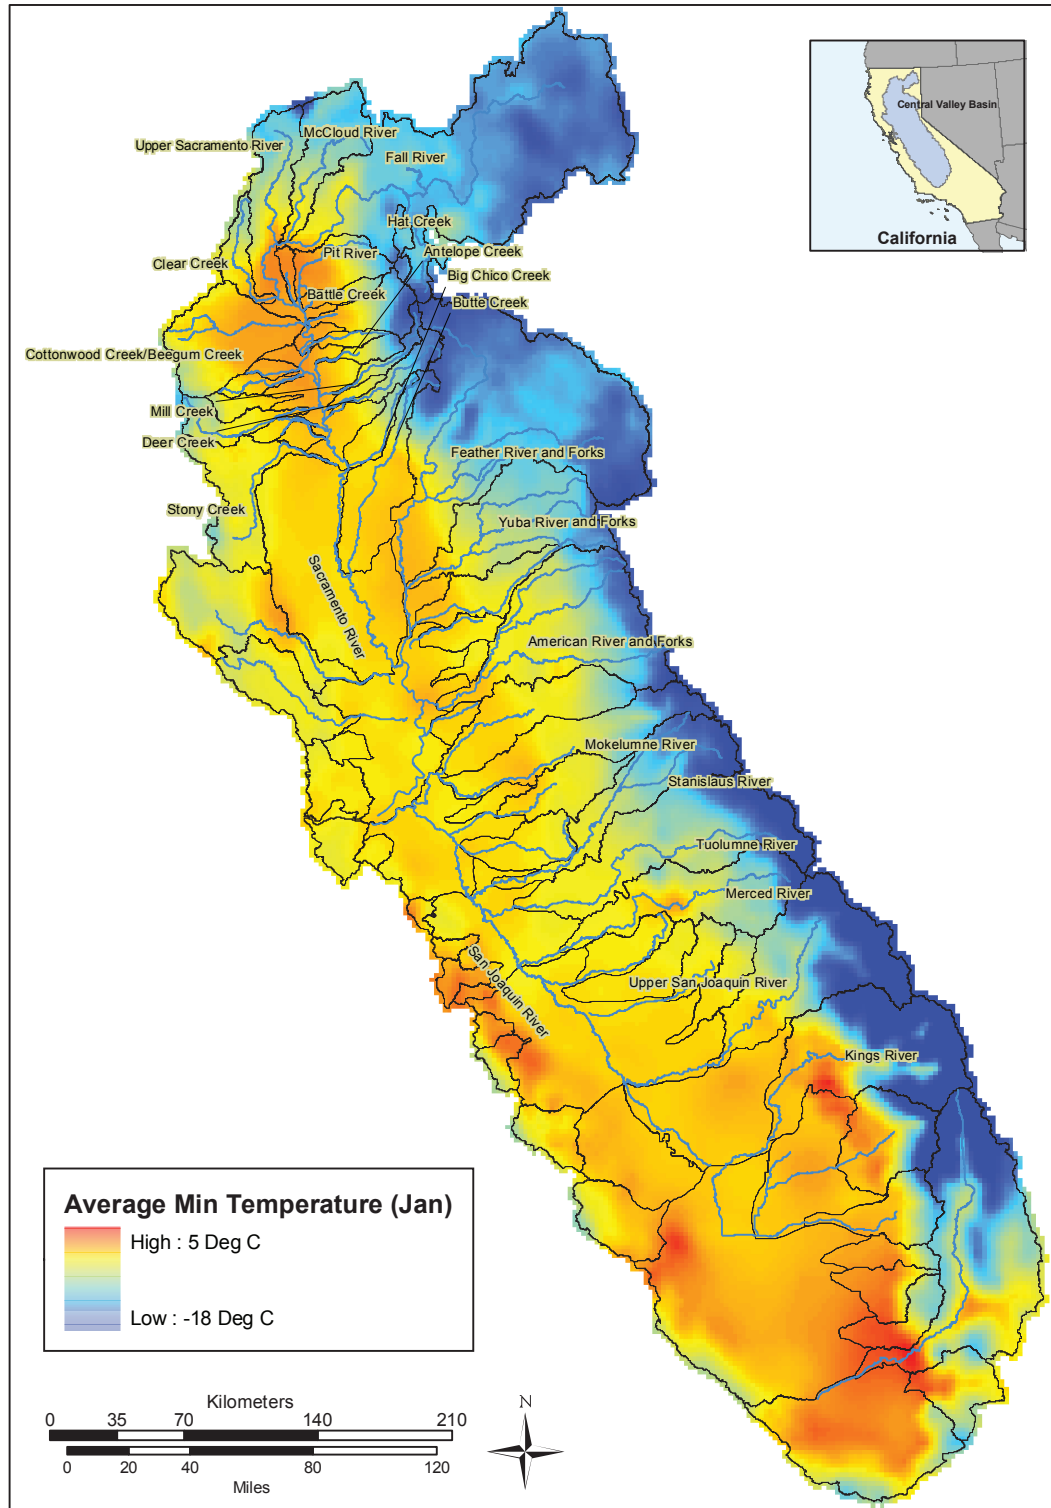 Central Valley Basin
California
McCloud River
Upper Sacramento River
Fall River
Hat Creek
Antelope Creek
Pit River
Clear Creek
Big Chico Creek
Battle Creek
Butte Creek
Cottonwood Creek/Beegum Creek
Mill Creek
Deer Creek
Feather River and Forks
Stony Creek
Yuba River and Forks
Sacramento River
American River and Forks
Mokelumne River
Stanislaus River
Tuolumne River
Merced River
San Joaquin River
Upper San Joaquin River
Kings River
Average Min Temperature (Jan)
High : 5 Deg C
Low : -18 Deg C
Kilometers
0 35 70 140 210
0 20 40 80 120
Miles
N